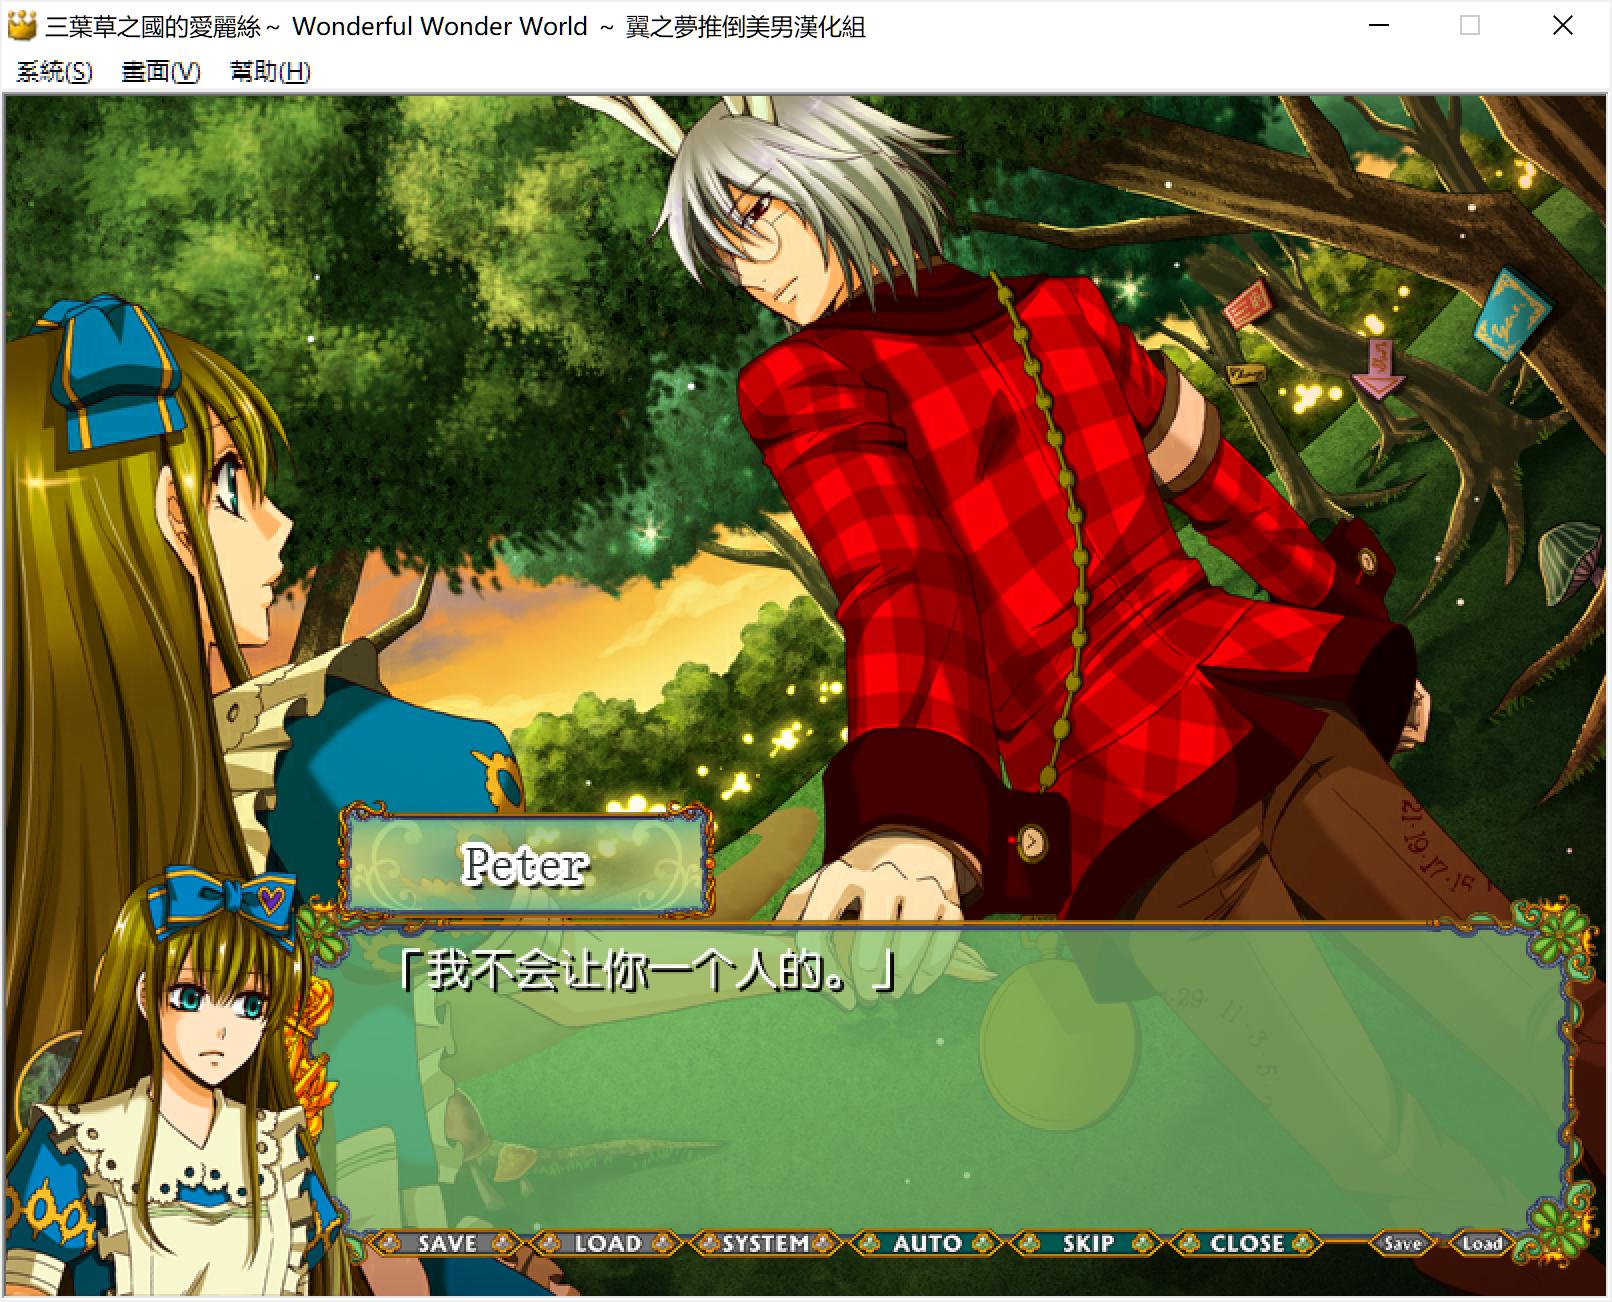 三葉草之國的愛麗絲～ Wonderful Wonder World ～ 翼之夢推倒美男漢化組
系統(S) 畫面(V) 幫助(H)
Peter
「我不会让你一个人的。」
SAVE LOAD SYSTEM AUTO SKIP CLOSE Save Load